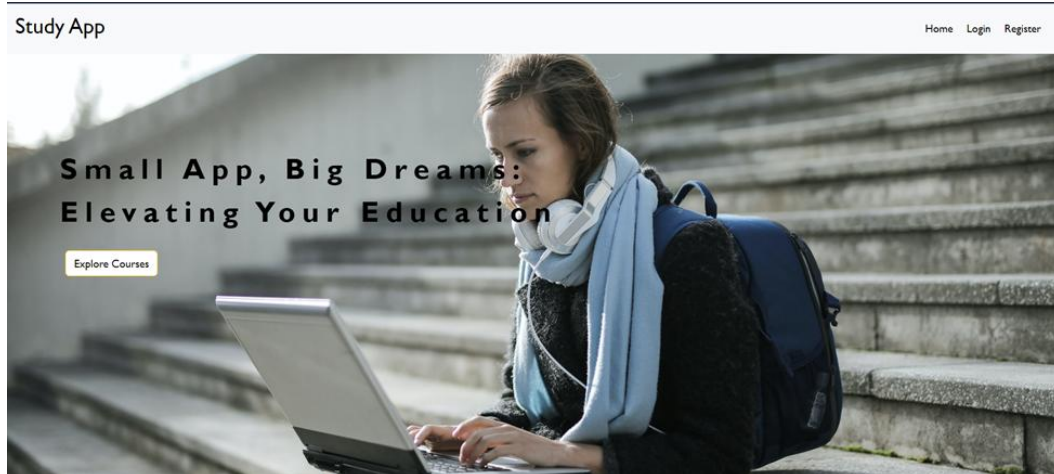 Study App
Home Login Register
Small App, Big Dreams:
Elevating Your Education
Explore Courses